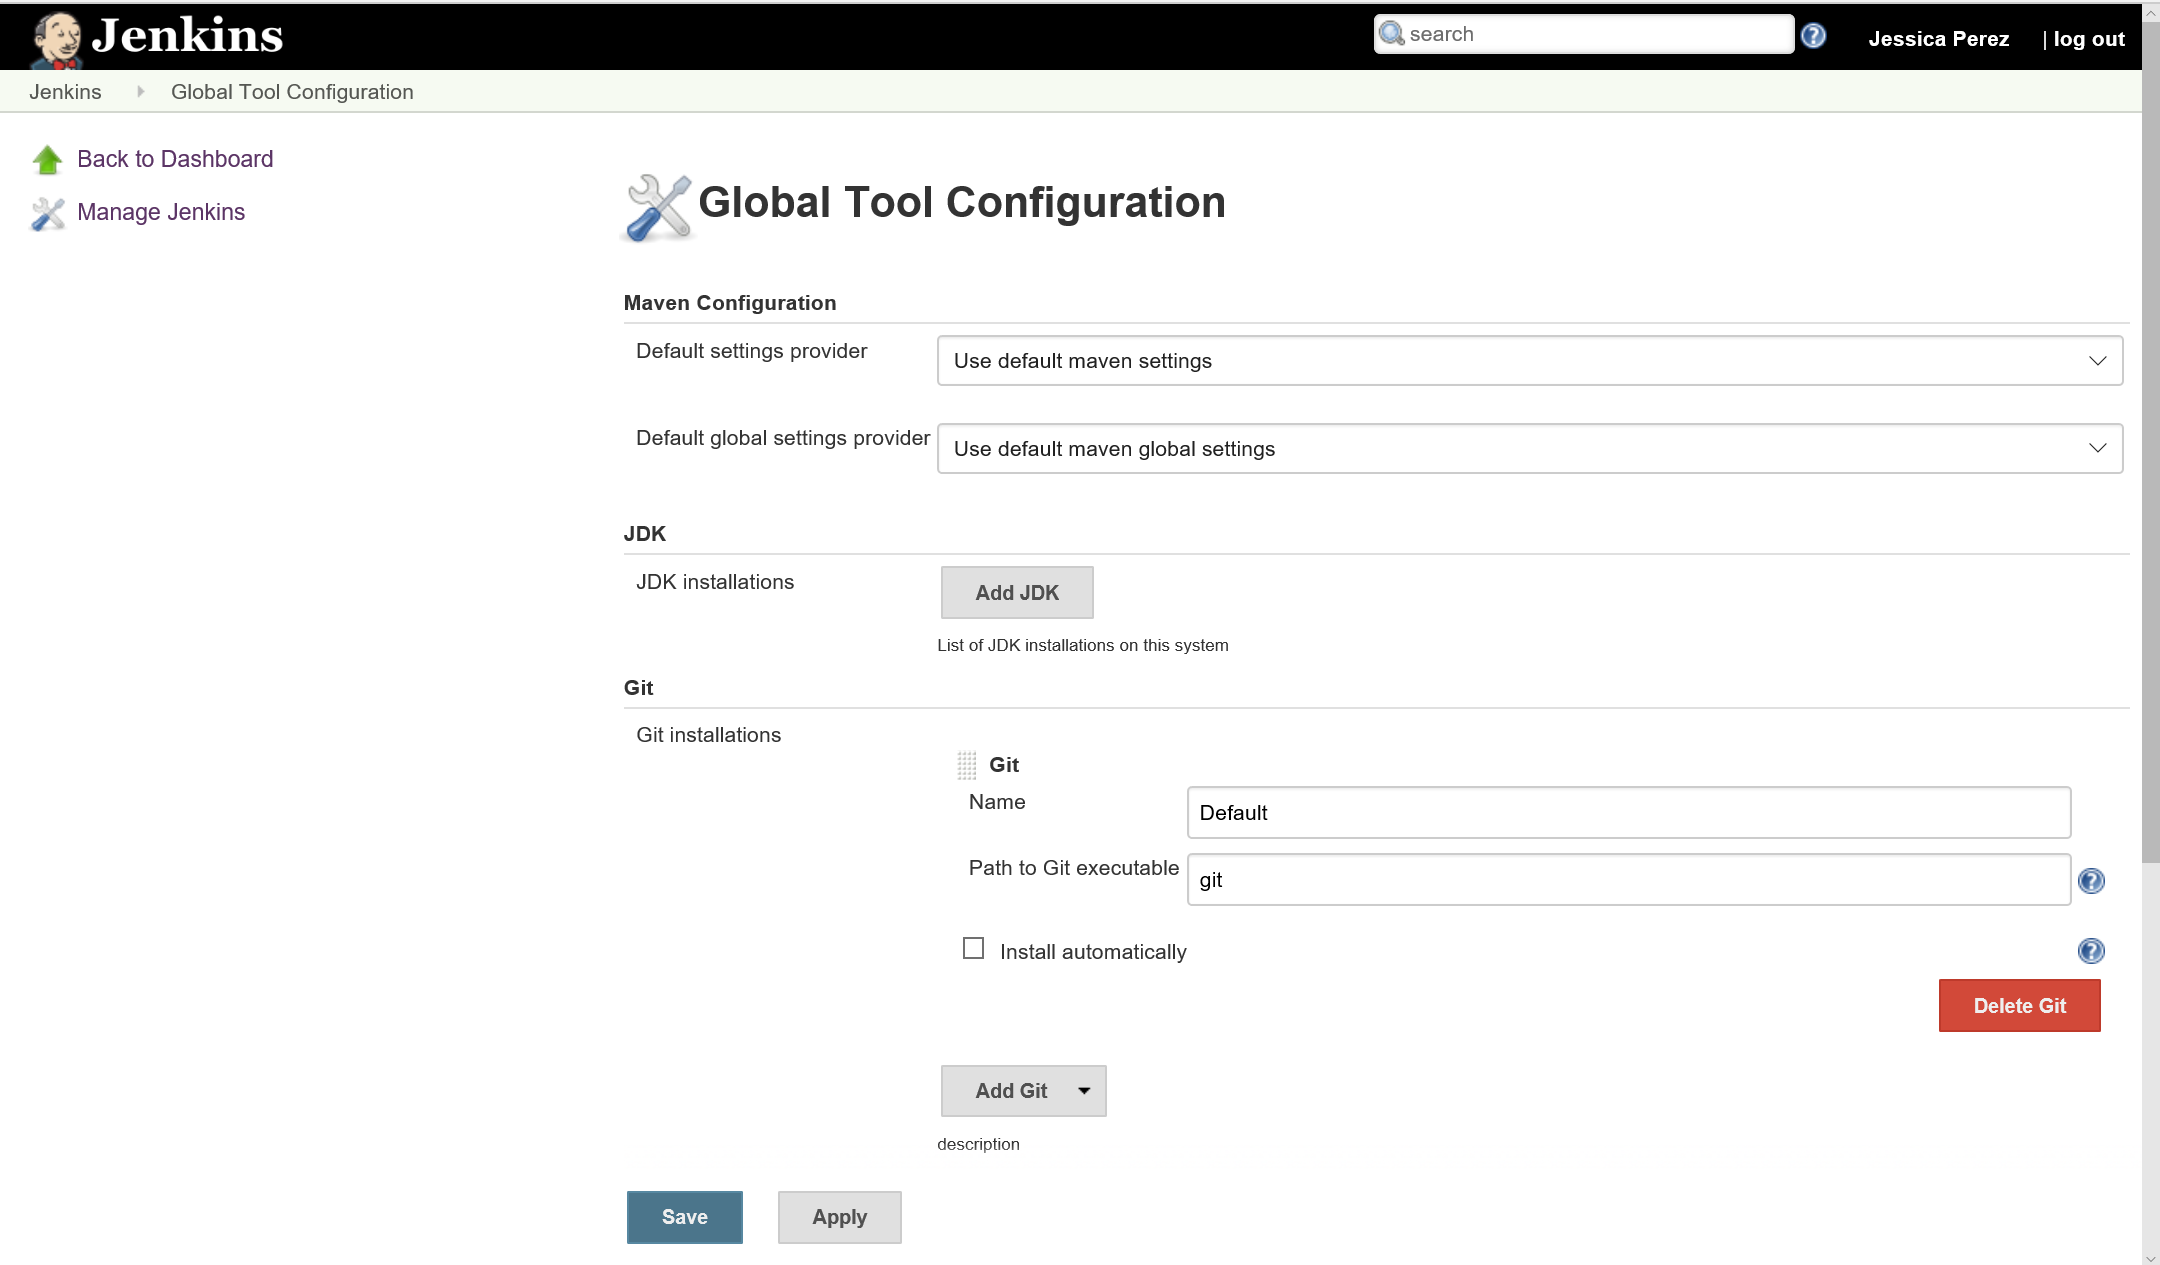 Jenkins
search
Jessica Perez
| log out
Jenkins
Global Tool Configuration
Back to Dashboard
Manage Jenkins
Global Tool Configuration
Maven Configuration
Default settings provider
Use default maven settings
Default global settings provider
Use default maven global settings
JDK
JDK installations
Add JDK
List of JDK installations on this system
Git
Git installations
Git
Name
Default
Path to Git executable
git
Install automatically
Delete Git
Add Git
description
Save
Apply